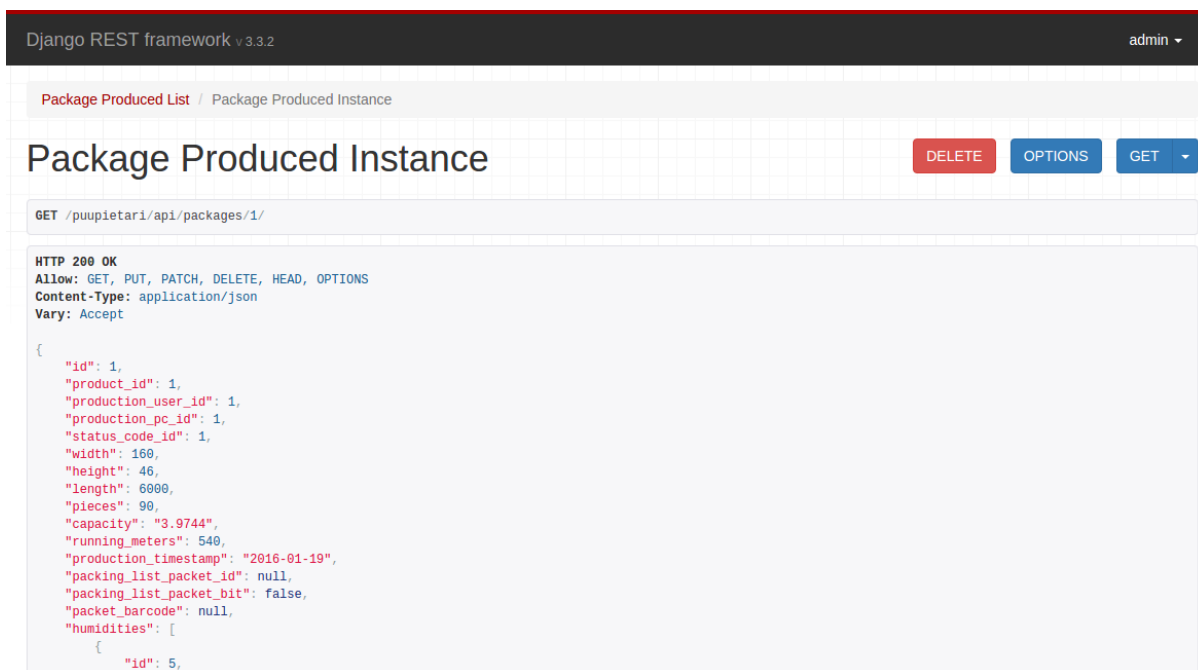 Django REST framework v 3.3.2
admin
Package Produced List / Package Produced Instance
Package Produced Instance
DELETE
OPTIONS
GET
GET /puupietari/api/packages/1/
HTTP 200 OK
Allow: GET, PUT, PATCH, DELETE, HEAD, OPTIONS
Content-Type: application/json
Vary: Accept
{
    "id": 1,
    "product_id": 1,
    "production_user_id": 1,
    "production_pc_id": 1,
    "status_code_id": 1,
    "width": 160,
    "height": 46,
    "length": 6000,
    "pieces": 90,
    "capacity": "3.9744",
    "running_meters": 540,
    "production_timestamp": "2016-01-19",
    "packing_list_packet_id": null,
    "packing_list_packet_bit": false,
    "packet_barcode": null,
    "humidities": [
        {
            "id": 5,